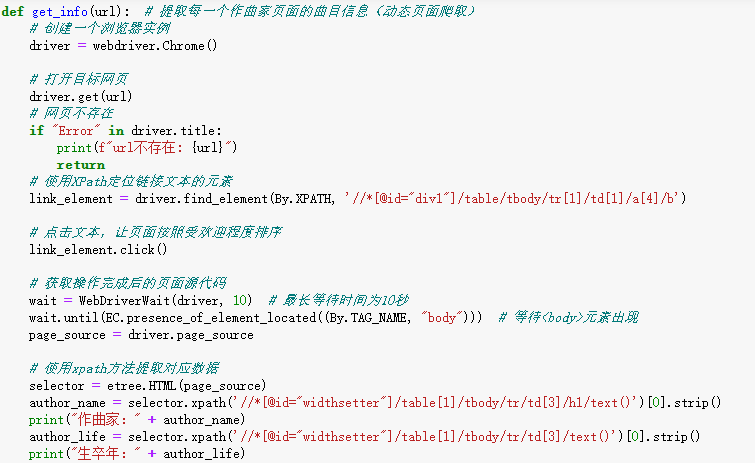 def get_info(url):  # 提取每一个作曲家页面的曲目信息（动态页面爬取）
    # 创建一个浏览器实例
    driver = webdriver.Chrome()

    # 打开目标网页
    driver.get(url)
    # 网页不存在
    if "Error" in driver.title:
        print(f"url不存在: {url}")
        return
    # 使用XPath定位链接文本的元素
    link_element = driver.find_element(By.XPATH, '//*[@id="div1"]/table/tbody/tr[1]/td[1]/a[4]/b')

    # 点击文本，让页面按照受欢迎程度排序
    link_element.click()

    # 获取操作完成后的页面源代码
    wait = WebDriverWait(driver, 10)  # 最长等待时间为10秒
    wait.until(EC.presence_of_element_located((By.TAG_NAME, "body")))  # 等待<body>元素出现
    page_source = driver.page_source

    # 使用xpath方法提取对应数据
    selector = etree.HTML(page_source)
    author_name = selector.xpath('//*[@id="widthsetter"]/table[1]/tbody/tr/td[3]/h1/text()')[0].strip()
    print("作曲家：" + author_name)
    author_life = selector.xpath('//*[@id="widthsetter"]/table[1]/tbody/tr/td[3]/text()')[0].strip()
    print("生卒年：" + author_life)